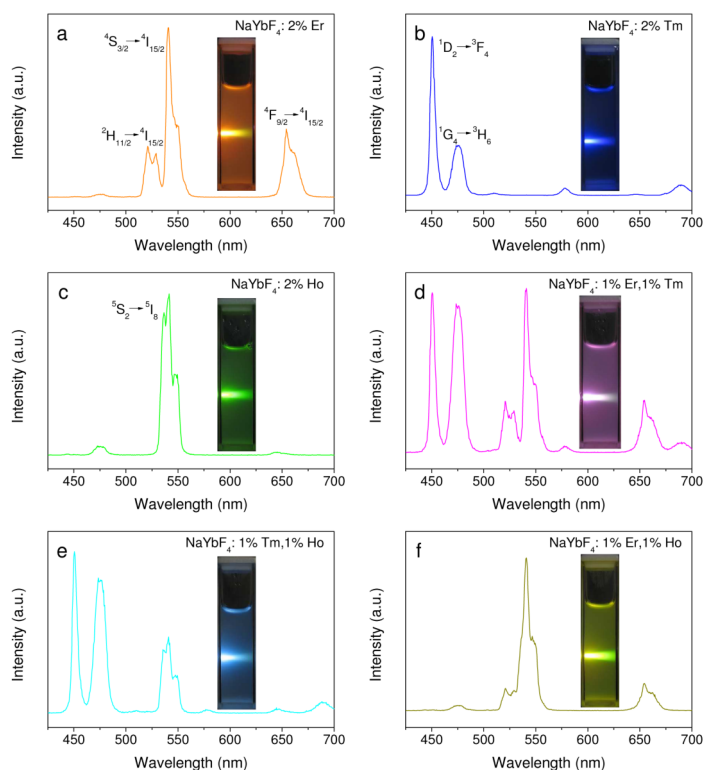 a
NaYbF₄: 2% Er
⁴S₃/₂→⁴I₁₅/₂
²H₁₁/₂→⁴I₁₅/₂
⁴F₉/₂→⁴I₁₅/₂
Intensity (a.u.)
450 500 550 600 650 700
Wavelength (nm)
b
NaYbF₄: 2% Tm
¹D₂→³F₄
¹G₄→³H₆
Intensity (a.u.)
450 500 550 600 650 700
Wavelength (nm)
c
NaYbF₄: 2% Ho
⁵S₂→⁵I₈
Intensity (a.u.)
450 500 550 600 650 700
Wavelength (nm)
d
NaYbF₄: 1% Er,1% Tm
Intensity (a.u.)
450 500 550 600 650 700
Wavelength (nm)
e
NaYbF₄: 1% Tm,1% Ho
Intensity (a.u.)
450 500 550 600 650 700
Wavelength (nm)
f
NaYbF₄: 1% Er,1% Ho
Intensity (a.u.)
450 500 550 600 650 700
Wavelength (nm)